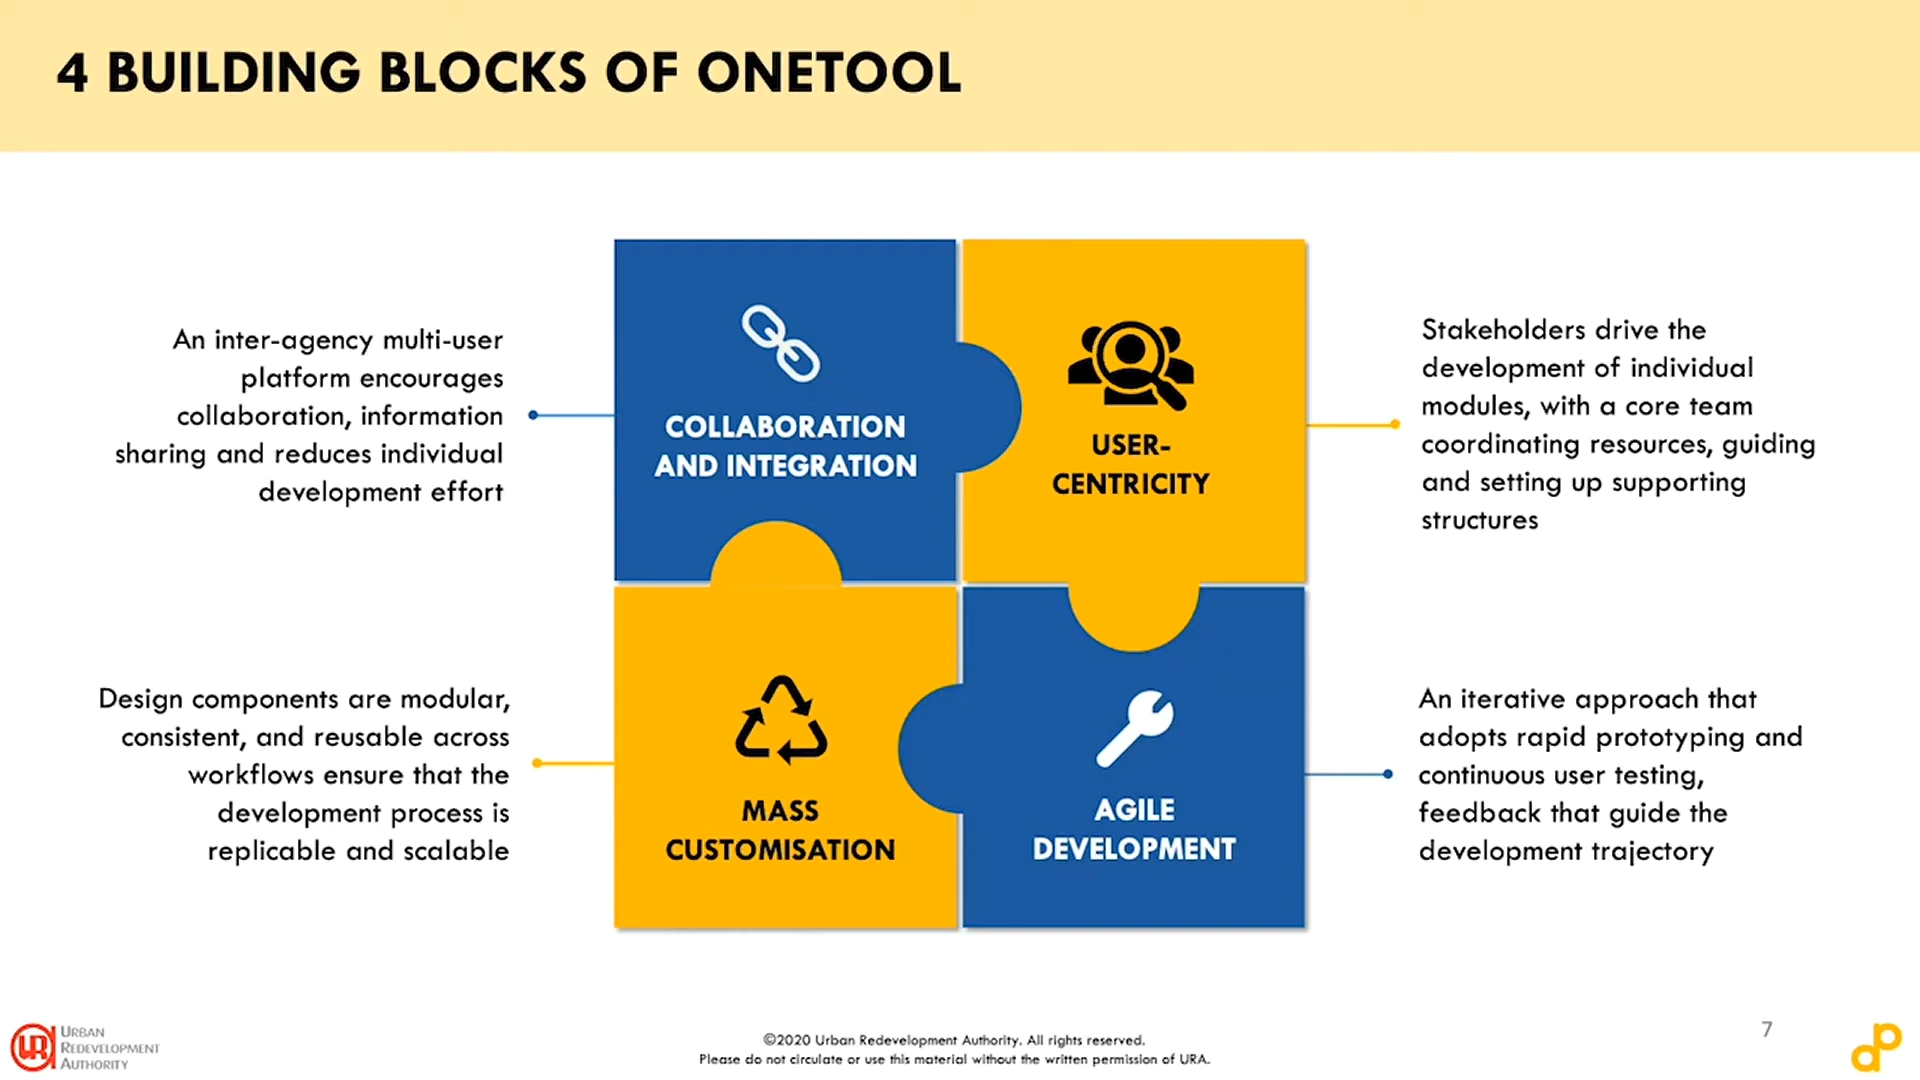 4 BUILDING BLOCKS OF ONETOOL
An inter-agency multi-user
platform encourages
collaboration, information
sharing and reduces individual
development effort
COLLABORATION
AND INTEGRATION
USER-
CENTRICITY
Stakeholders drive the
development of individual
modules, with a core team
coordinating resources, guiding
and setting up supporting
structures
Design components are modular,
consistent, and reusable across
workflows ensure that the
development process is
replicable and scalable
MASS
CUSTOMISATION
AGILE
DEVELOPMENT
An iterative approach that
adopts rapid prototyping and
continuous user testing,
feedback that guide the
development trajectory
URBAN
REDEVELOPMENT
AUTHORITY
©2020 Urban Redevelopment Authority. All rights reserved.
Please do not circulate or use this material without the written permission of URA.
7